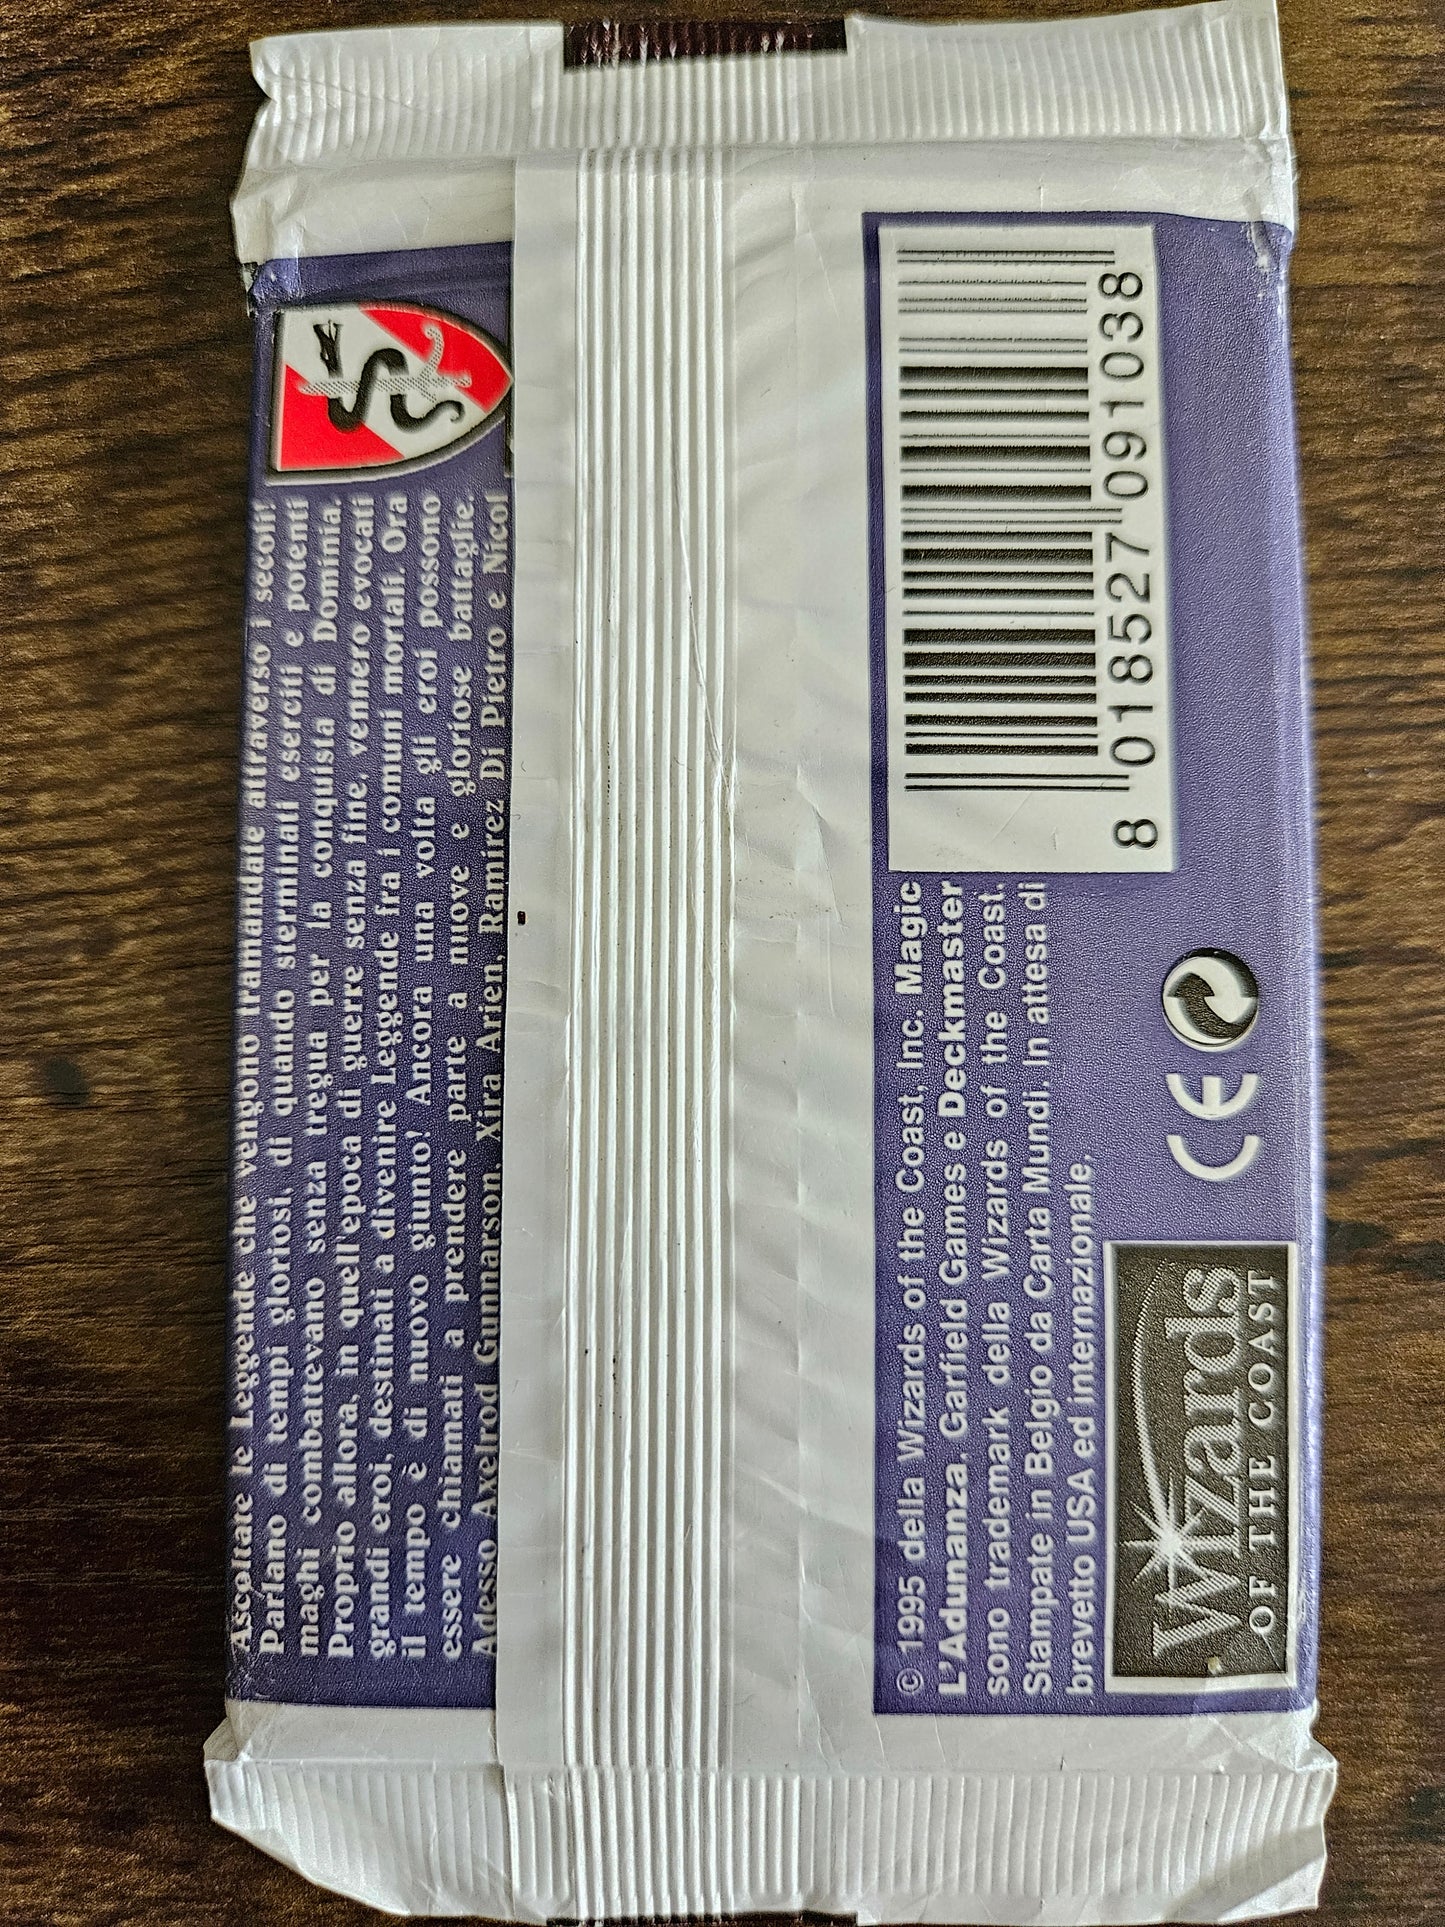 Ascoltate le Leggende che vengono tramandate attraverso i secoli!
Parlano di tempi gloriosi, di quando sterminati eserciti e potenti
maghi combattevano senza tregua per la conquista di Dominia.
Proprio allora, in quell'epoca di guerre senza fine, vennero evocati
grandi eroi, destinati a divenire Leggende fra i comuni mortali. Ora
il tempo è di nuovo giunto! Ancora una volta gli eroi possono
essere chiamati a prendere parte a nuove e gloriose battaglie.
Adesso Axelrod Gunnarson, Xira Arien, Ramirez Di Pietro e Nicol
© 1995 della Wizards of the Coast, Inc. Magic
L'Adunanza, Garfield Games e Deckmaster
sono trademark della Wizards of the Coast.
Stampate in Belgio da Carta Mundi. In attesa di
brevetto USA ed internazionale.
8 018527 091038
CE
Wizards
OF THE COAST